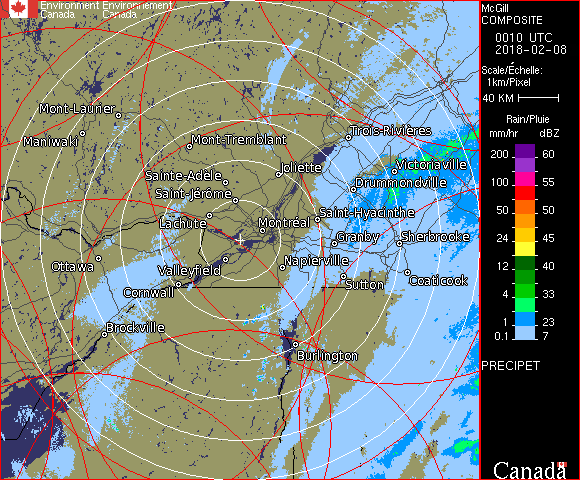 Environment Environnement
Canada Canada
McGill
COMPOSITE
0010 UTC
2018-02-08
Scale/Échelle:
1km/Pixel
40 KM
Rain/Pluie
mm/hr dBZ
200 60
100 55
50 50
24 45
12 40
4 33
1 23
0.1 7
PRECIPET
Canada
Mont-Laurier
Maniwaki
Mont-Tremblant
Trois-Rivières
Joliette
Victoriaville
Sainte-Adèle
Drummondville
Saint-Jérôme
Lachute
Saint-Hyacinthe
Montréal
Granby
Sherbrooke
Ottawa
Valleyfield
Napierville
Coaticook
Cornwall
Sutton
Brockville
Burlington